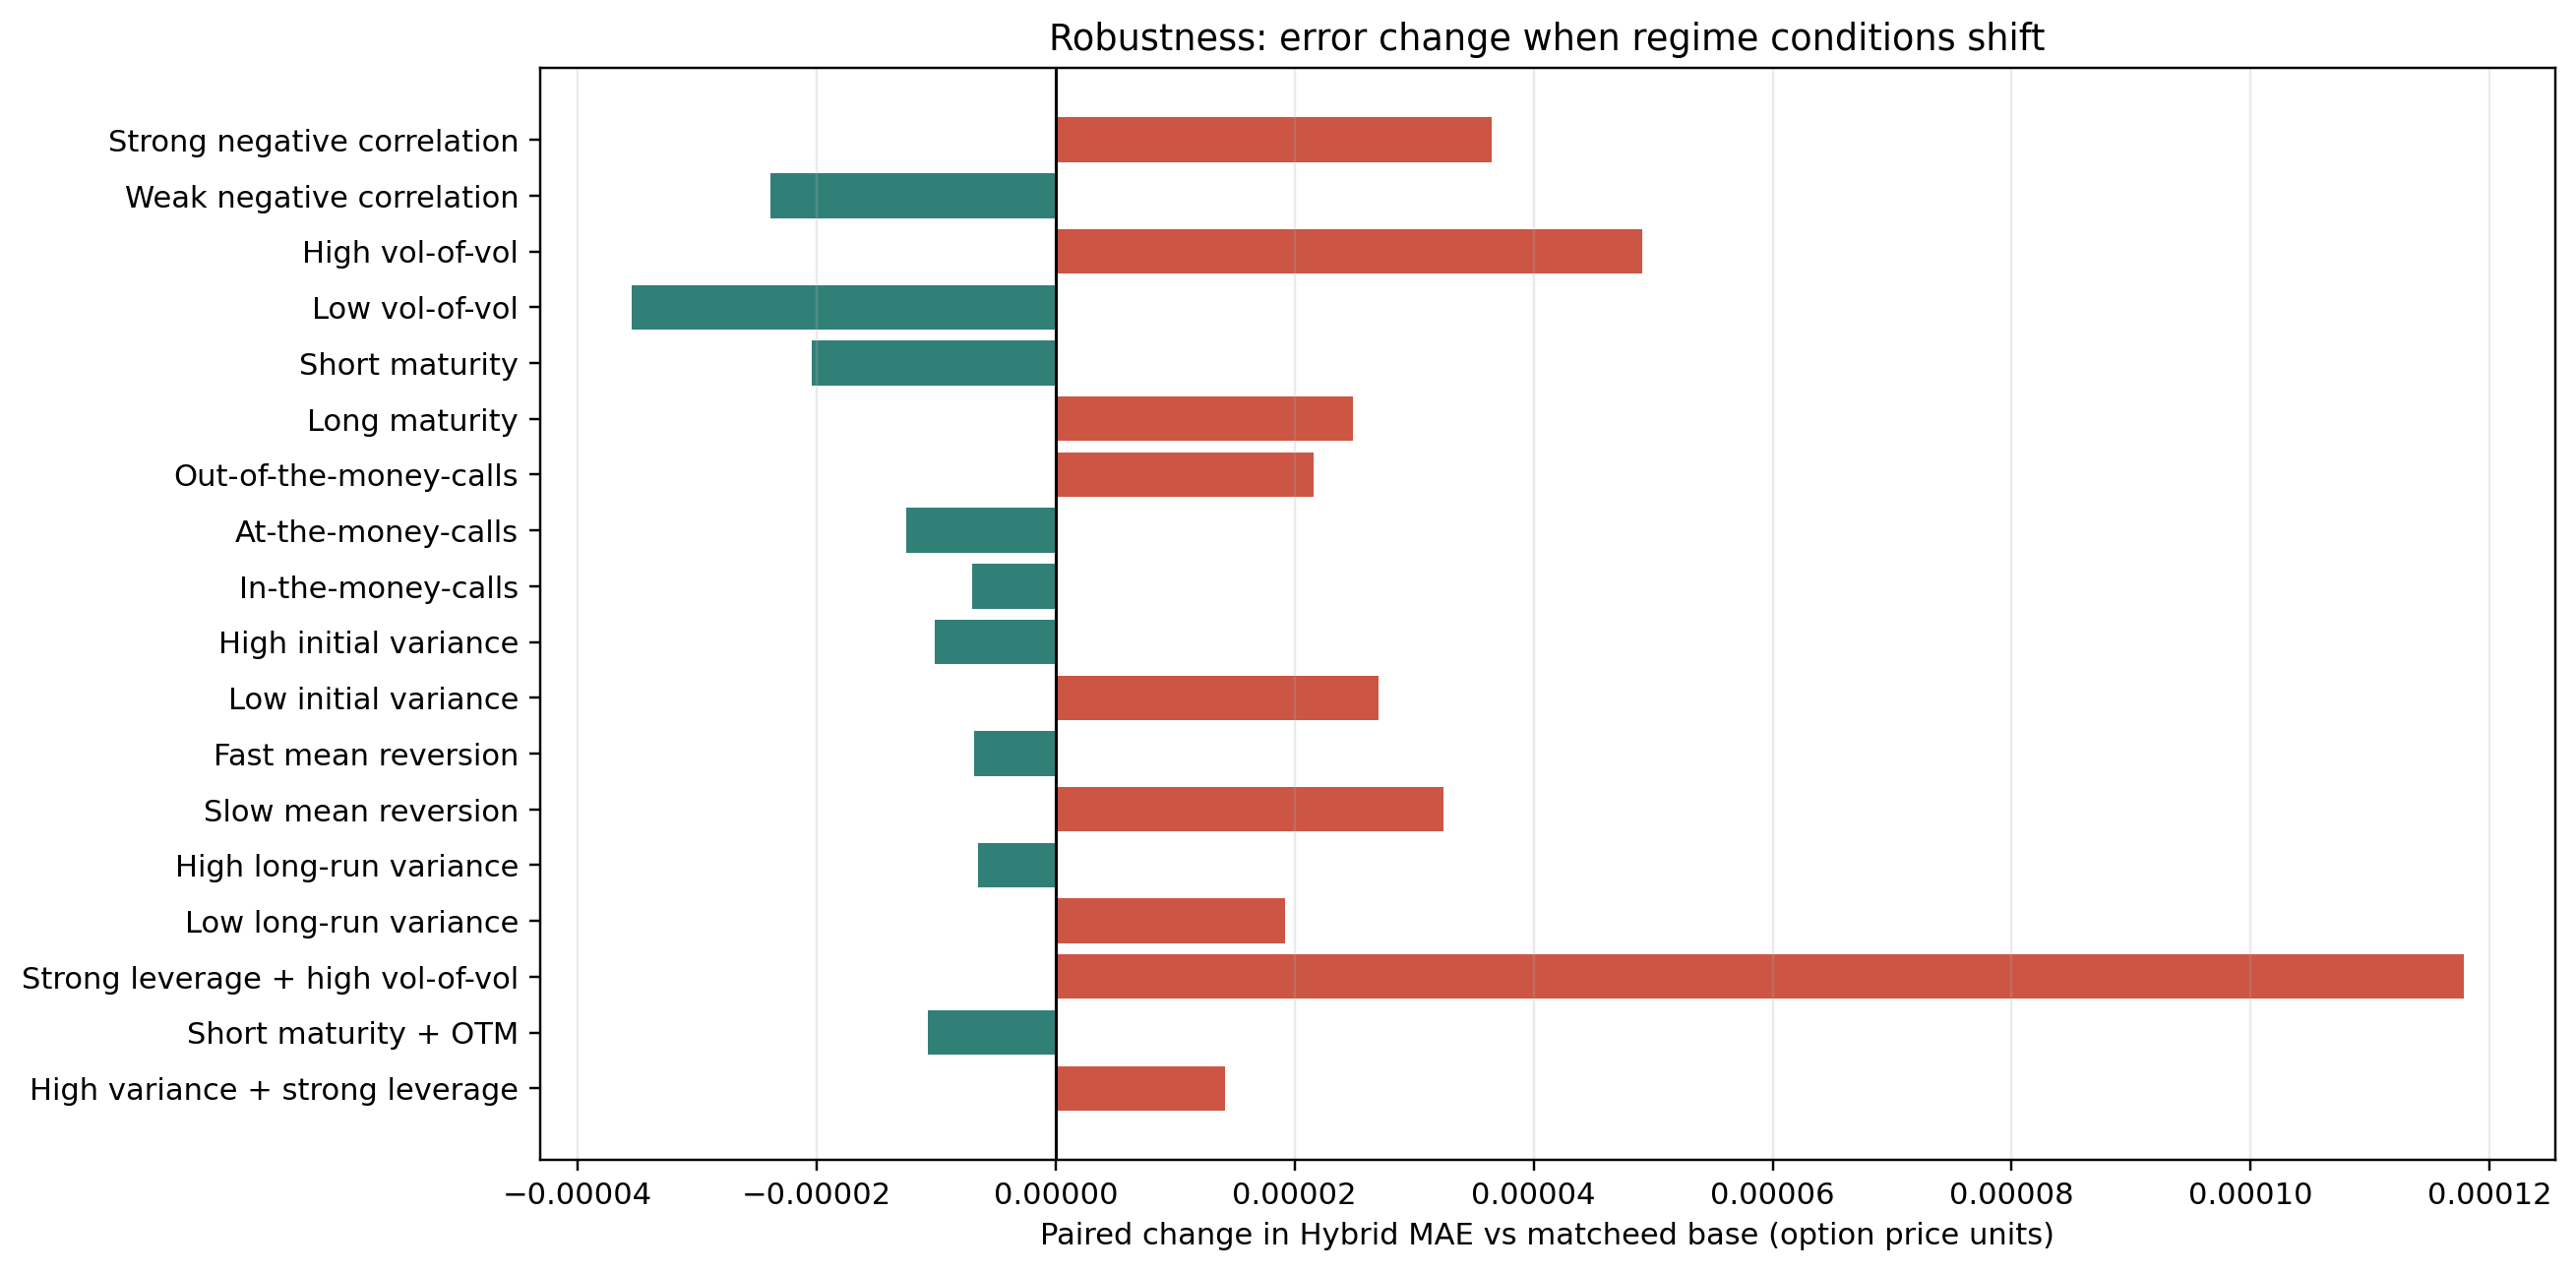 Robustness: error change when regime conditions shift
Strong negative correlation
Weak negative correlation
High vol-of-vol
Low vol-of-vol
Short maturity
Long maturity
Out-of-the-money-calls
At-the-money-calls
In-the-money-calls
High initial variance
Low initial variance
Fast mean reversion
Slow mean reversion
High long-run variance
Low long-run variance
Strong leverage + high vol-of-vol
Short maturity + OTM
High variance + strong leverage
−0.00004 −0.00002 0.00000 0.00002 0.00004 0.00006 0.00008 0.00010 0.00012
Paired change in Hybrid MAE vs matcheed base (option price units)